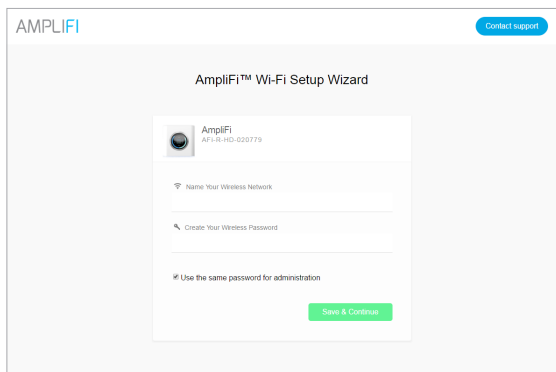 AMPLIFI
Contact support
AmpliFi™ Wi-Fi Setup Wizard
AmpliFi
AFi-R-HD-020779
Name Your Wireless Network
Create Your Wireless Password
Use the same password for administration
Save & Continue